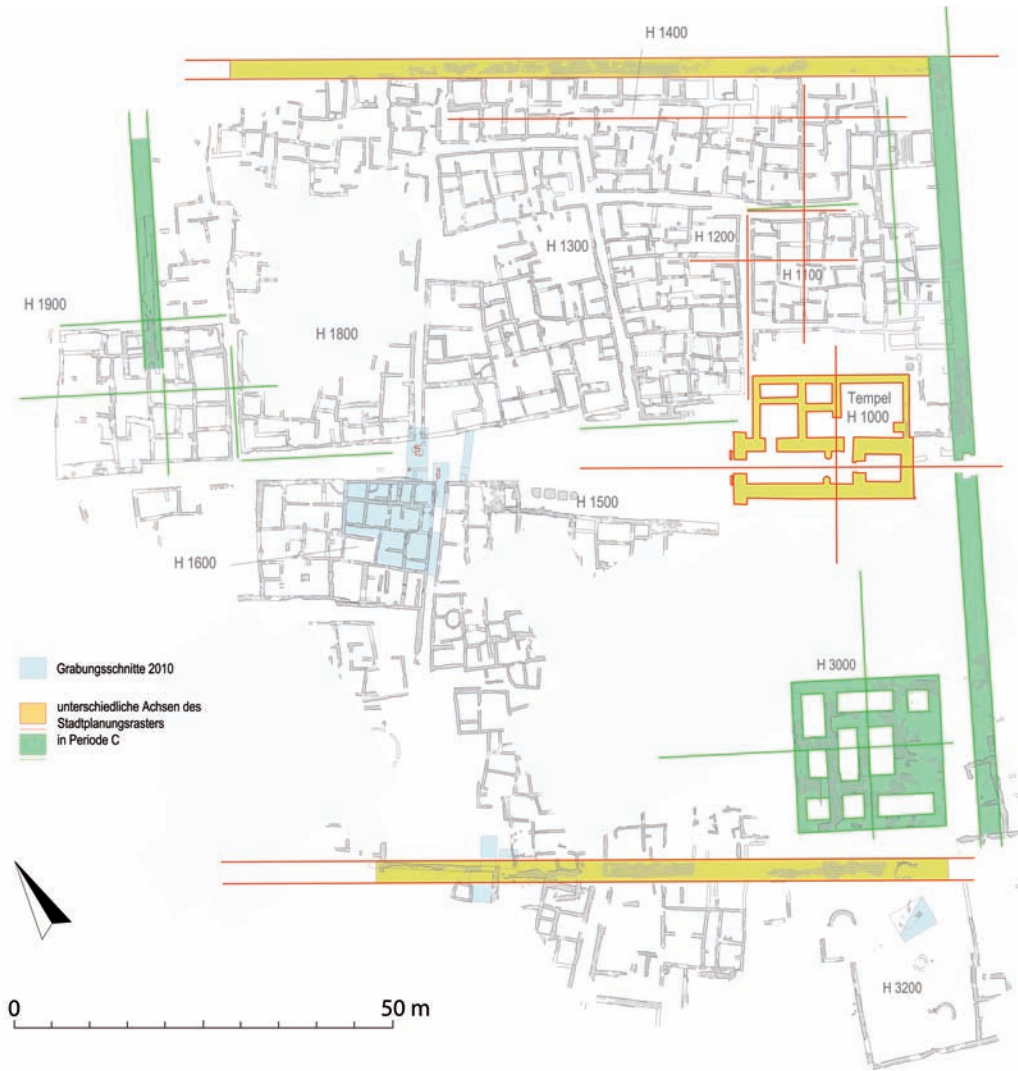 H 1400
H 1200
H 1300
H 1100
H 1900
H 1800
Tempel
H 1000
H 1500
H 1600
Grabungsschnitte 2010
H 3000
unterschiedliche Achsen des
Stadtplanungsrasters
in Periode C
H 3200
0
50 m